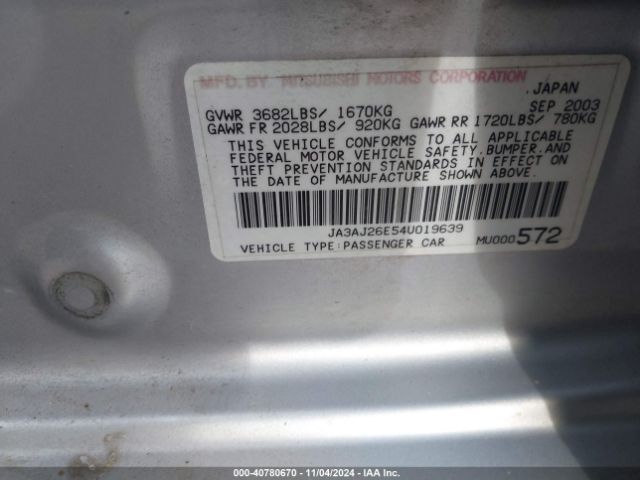 MFD. BY MITSUBISHI MOTORS CORPORATION
.JAPAN
GVWR 3682LBS/ 1670KG SEP 2003
GAWR FR 2028LBS/ 920KG GAWR RR 1720LBS/ 780KG
THIS VEHICLE CONFORMS TO ALL APPLICABLE
FEDERAL MOTOR VEHICLE SAFETY.BUMPER.AND
THEFT PREVENTION STANDARDS IN EFFECT ON
THE DATE OF MANUFACTURE SHOWN ABOVE.
JA3AJ26E54U019639
VEHICLE TYPE:PASSENGER CAR MU000572
000-40780670 • 11/04/2024 • IAA Inc.